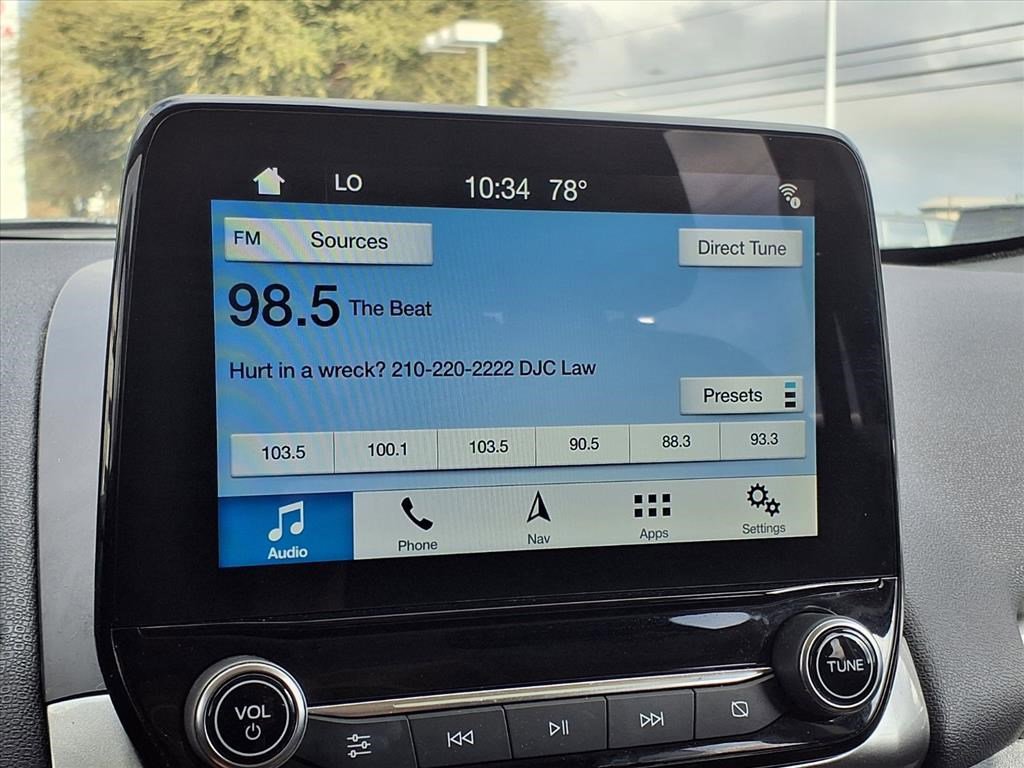 LO 10:34 78°
FM Sources
Direct Tune
98.5 The Beat
Hurt in a wreck? 210-220-2222 DJC Law
Presets
103.5 100.1 103.5 90.5 88.3 93.3
Audio Phone Nav Apps Settings
VOL
TUNE